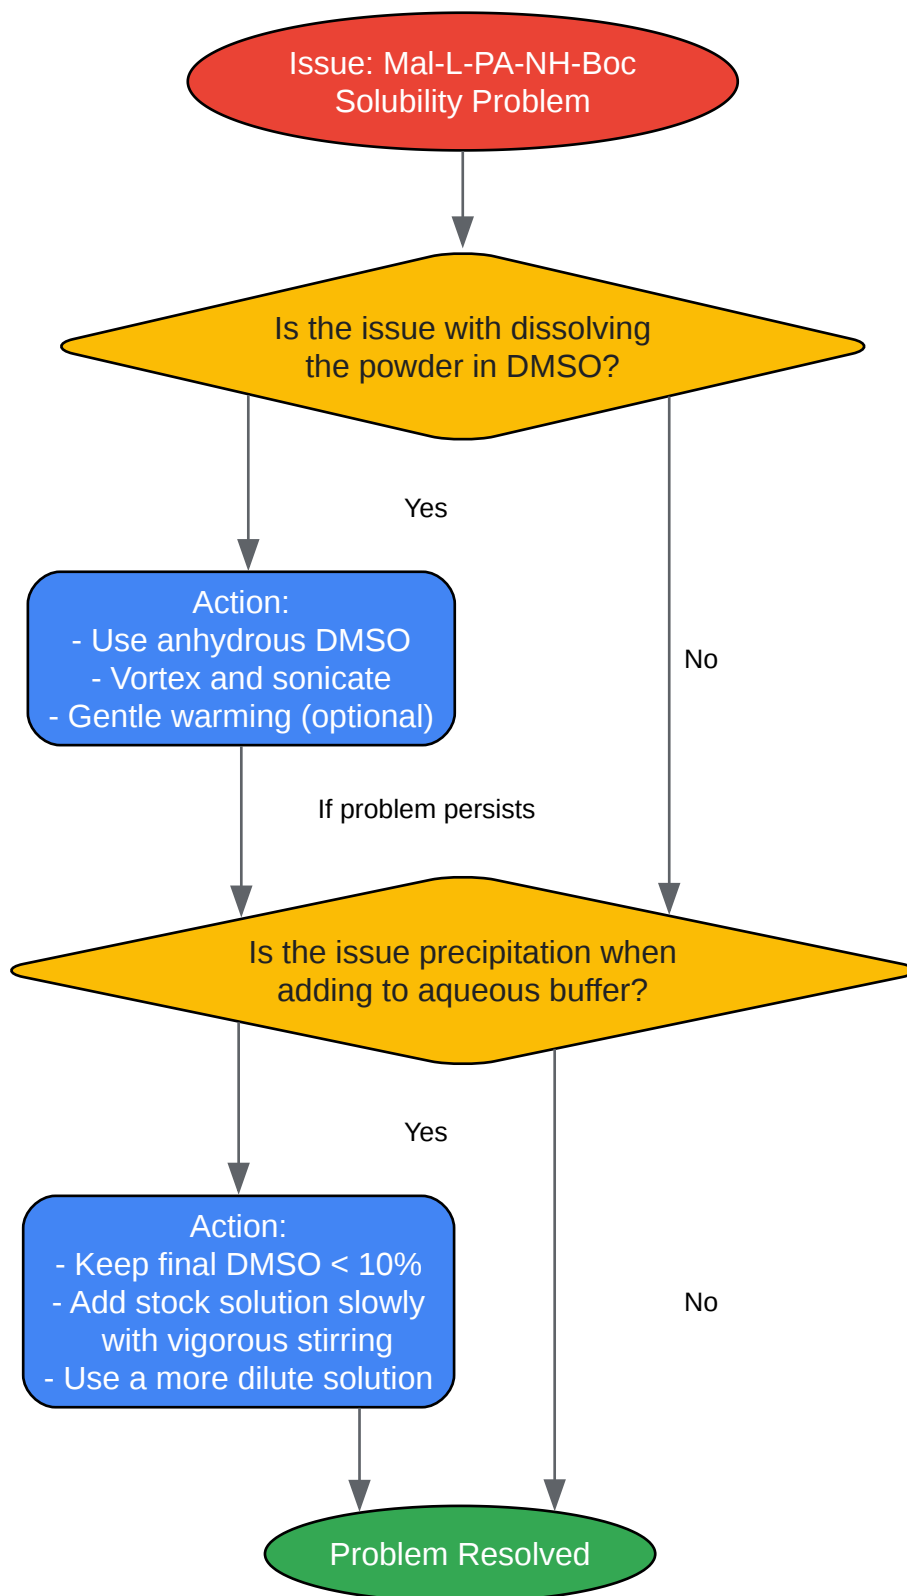 Issue: Mal-L-PA-NH-Boc
Solubility Problem
Is the issue with dissolving
the powder in DMSO?
Yes
Action:
- Use anhydrous DMSO
- Vortex and sonicate
- Gentle warming (optional)
No
If problem persists
Is the issue precipitation when
adding to aqueous buffer?
Yes
Action:
- Keep final DMSO < 10%
- Add stock solution slowly
with vigorous stirring
- Use a more dilute solution
No
Problem Resolved